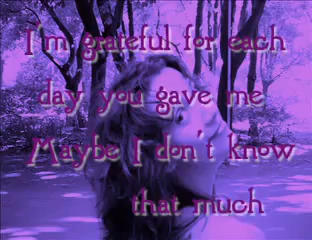 I'm grateful for each
day you gave me
Maybe I don't know
that much